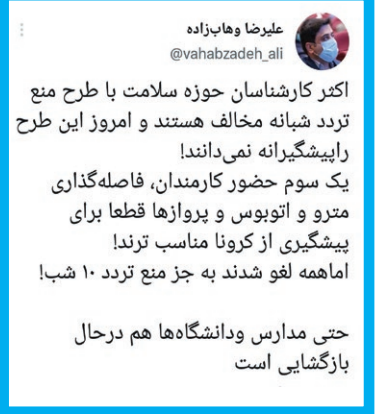 علیرضا وهاب‌زاده
@vahabzadeh_ali
اکثر کارشناسان حوزه سلامت با طرح منع
تردد شبانه مخالف هستند و امروز این طرح
راپیشگیرانه نمی‌دانند!
یک سوم حضور کارمندان، فاصله‌گذاری
مترو و اتوبوس و پروازها قطعا برای
پیشگیری از کرونا مناسب ترند!
اماهمه لغو شدند به جز منع تردد ۱۰ شب!
حتی مدارس ودانشگاه‌ها هم درحال
بازگشایی است